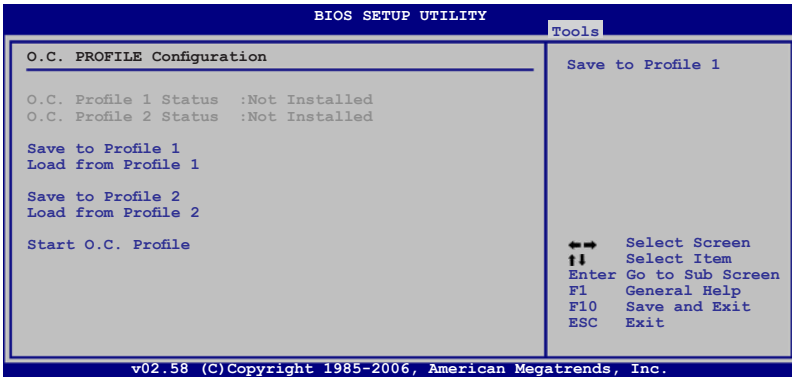 BIOS SETUP UTILITY
Tools
O.C. PROFILE Configuration
O.C. Profile 1 Status :Not Installed
O.C. Profile 2 Status :Not Installed
Save to Profile 1
Load from Profile 1
Save to Profile 2
Load from Profile 2
Start O.C. Profile
Save to Profile 1
←→ Select Screen
↑↓ Select Item
Enter Go to Sub Screen
F1 General Help
F10 Save and Exit
ESC Exit
v02.58 (C)Copyright 1985-2006, American Megatrends, Inc.